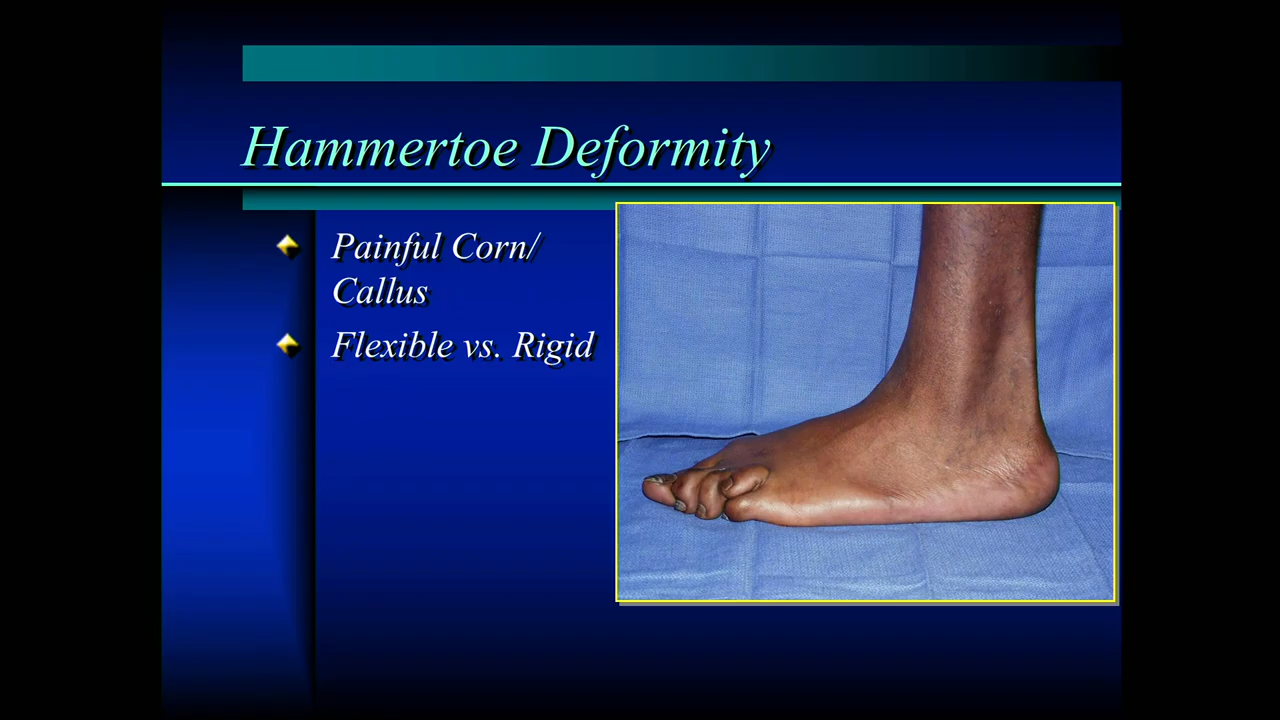 Hammertoe Deformity
Painful Corn/
Callus
Flexible vs. Rigid